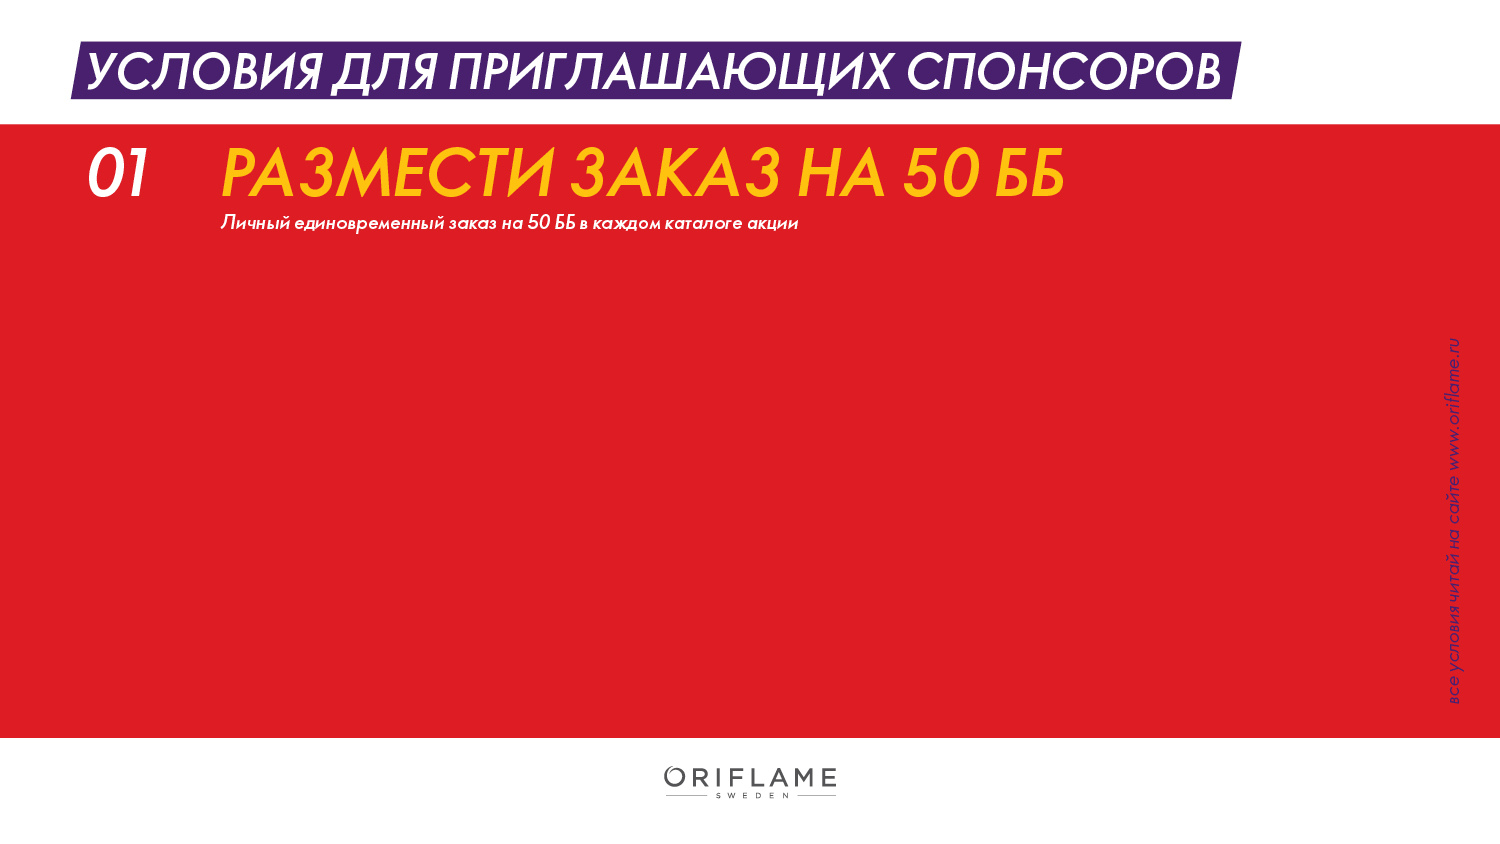 УСЛОВИЯ ДЛЯ ПРИГЛАШАЮЩИХ СПОНСОРОВ
01 РАЗМЕСТИ ЗАКАЗ НА 50 ББ
Личный единовременный заказ на 50 ББ в каждом каталоге акции
все условия читай на сайте www.oriflame.ru
ORIFLAME
SWEDEN